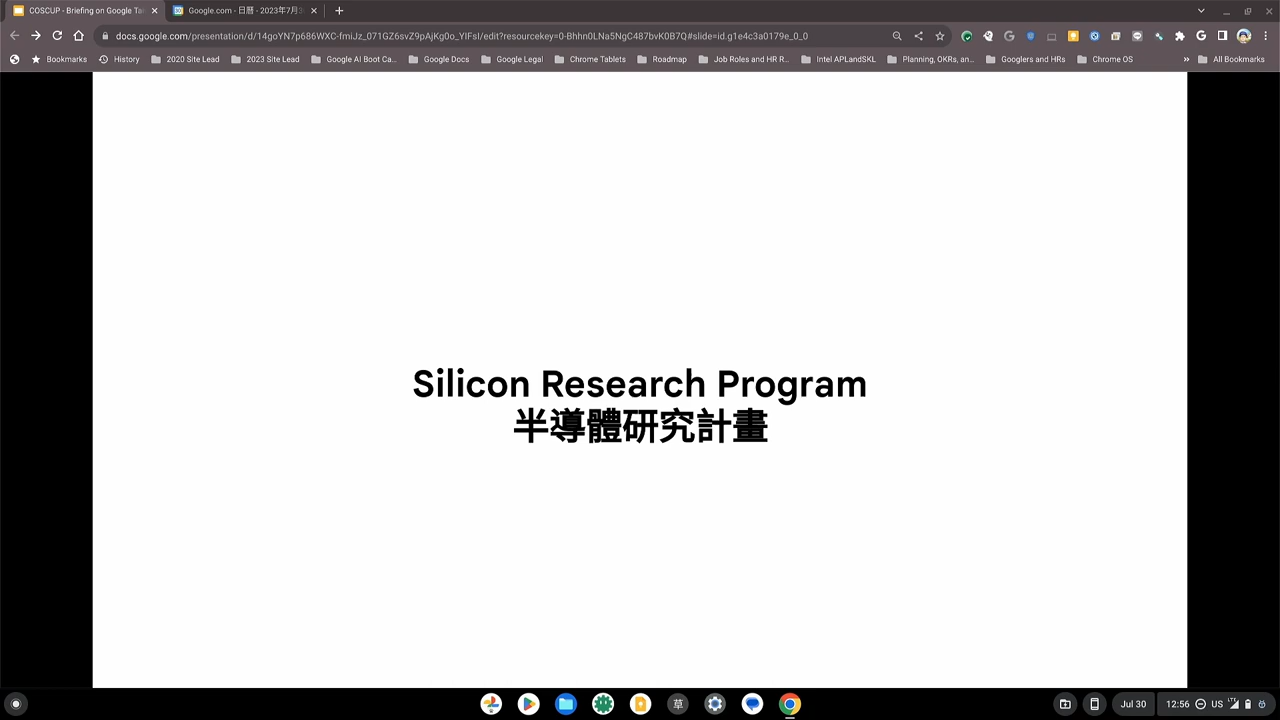 COSCUP - Briefing on Google Ta
Google.com - 日曆 - 2023年7月3
docs.google.com/presentation/d/14goYN7p686WXC-fmiJz_071GZ6svZ9pAjKg0o_YlFsI/edit?resourcekey=0-Bhhn0LNa5NgC487bvK0B7Q#slide=id.g1e4c3a0179e_0_0
Bookmarks History 2020 Site Lead 2023 Site Lead Google AI Boot Ca... Google Docs Google Legal Chrome Tablets Roadmap Job Roles and HR R... Intel APLandSKL Planning, OKRs, an... Googlers and HRs Chrome OS » All Bookmarks
Silicon Research Program
半導體研究計畫
草
Jul 30
12:56 US LTE